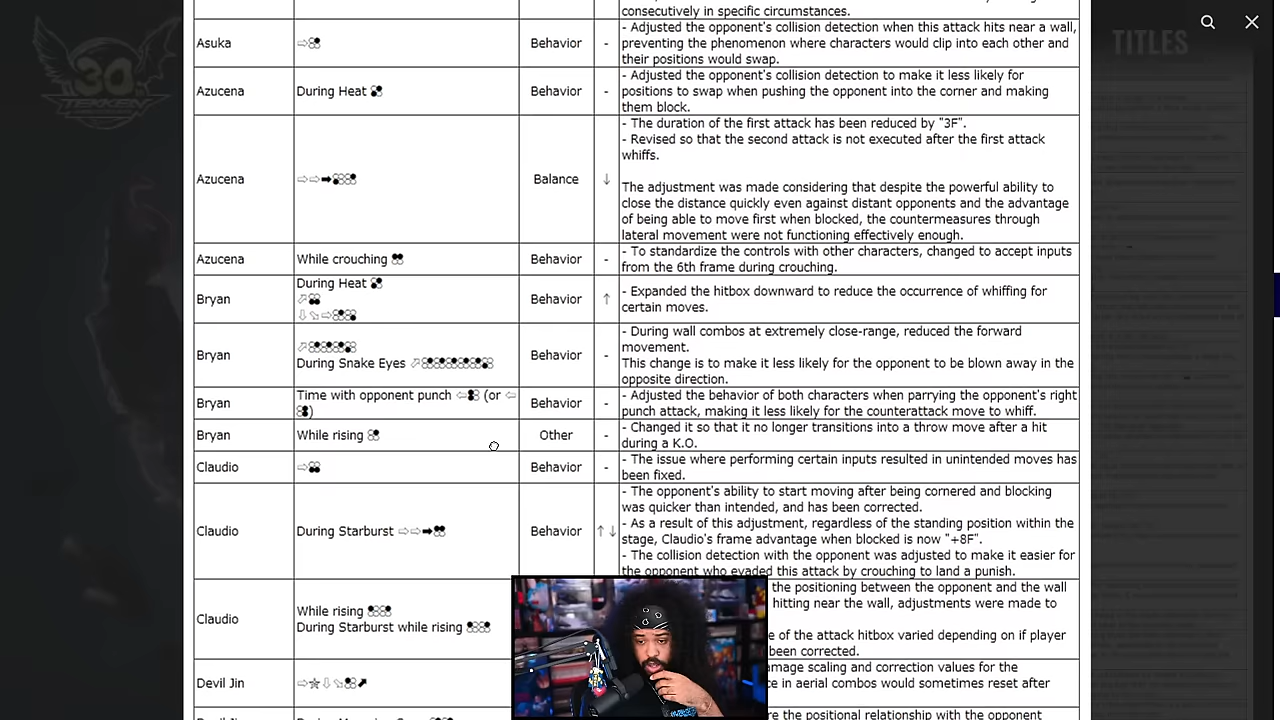 consecutively in specific circumstances.
Asuka
Behavior
-
- Adjusted the opponent's collision detection when this attack hits near a wall,
preventing the phenomenon where characters would clip into each other and
their positions would swap.
Azucena
During Heat
Behavior
-
- Adjusted the opponent's collision detection to make it less likely for
positions to swap when pushing the opponent into the corner and making
them block.
Azucena
Balance
↓
- The duration of the first attack has been reduced by "3F".
- Revised so that the second attack is not executed after the first attack
whiffs.
The adjustment was made considering that despite the powerful ability to
close the distance quickly even against distant opponents and the advantage
of being able to move first when blocked, the countermeasures through
lateral movement were not functioning effectively enough.
Azucena
While crouching
Behavior
-
- To standardize the controls with other characters, changed to accept inputs
from the 6th frame during crouching.
Bryan
During Heat
Behavior
↑
- Expanded the hitbox downward to reduce the occurrence of whiffing for
certain moves.
Bryan
During Snake Eyes
Behavior
-
- During wall combos at extremely close-range, reduced the forward
movement.
This change is to make it less likely for the opponent to be blown away in the
opposite direction.
Bryan
Time with opponent punch (or
)
Behavior
-
- Adjusted the behavior of both characters when parrying the opponent's right
punch attack, making it less likely for the counterattack move to whiff.
Bryan
While rising
Other
-
- Changed it so that it no longer transitions into a throw move after a hit
during a K.O.
Claudio
Behavior
-
- The issue where performing certain inputs resulted in unintended moves has
been fixed.
Claudio
During Starburst
Behavior
↑↓
- The opponent's ability to start moving after being cornered and blocking
was quicker than intended, and has been corrected.
- As a result of this adjustment, regardless of the standing position within the
stage, Claudio's frame advantage when blocked is now "+8F".
- The collision detection with the opponent was adjusted to make it easier for
the opponent who evaded this attack by crouching to land a punish.
Claudio
While rising
During Starburst while rising
the positioning between the opponent and the wall
hitting near the wall, adjustments were made to
e of the attack hitbox varied depending on if player
been corrected.
Devil Jin
amage scaling and correction values for the
ce in aerial combos would sometimes reset after
re the positional relationship with the opponent
30
TEKKEN
TITLES